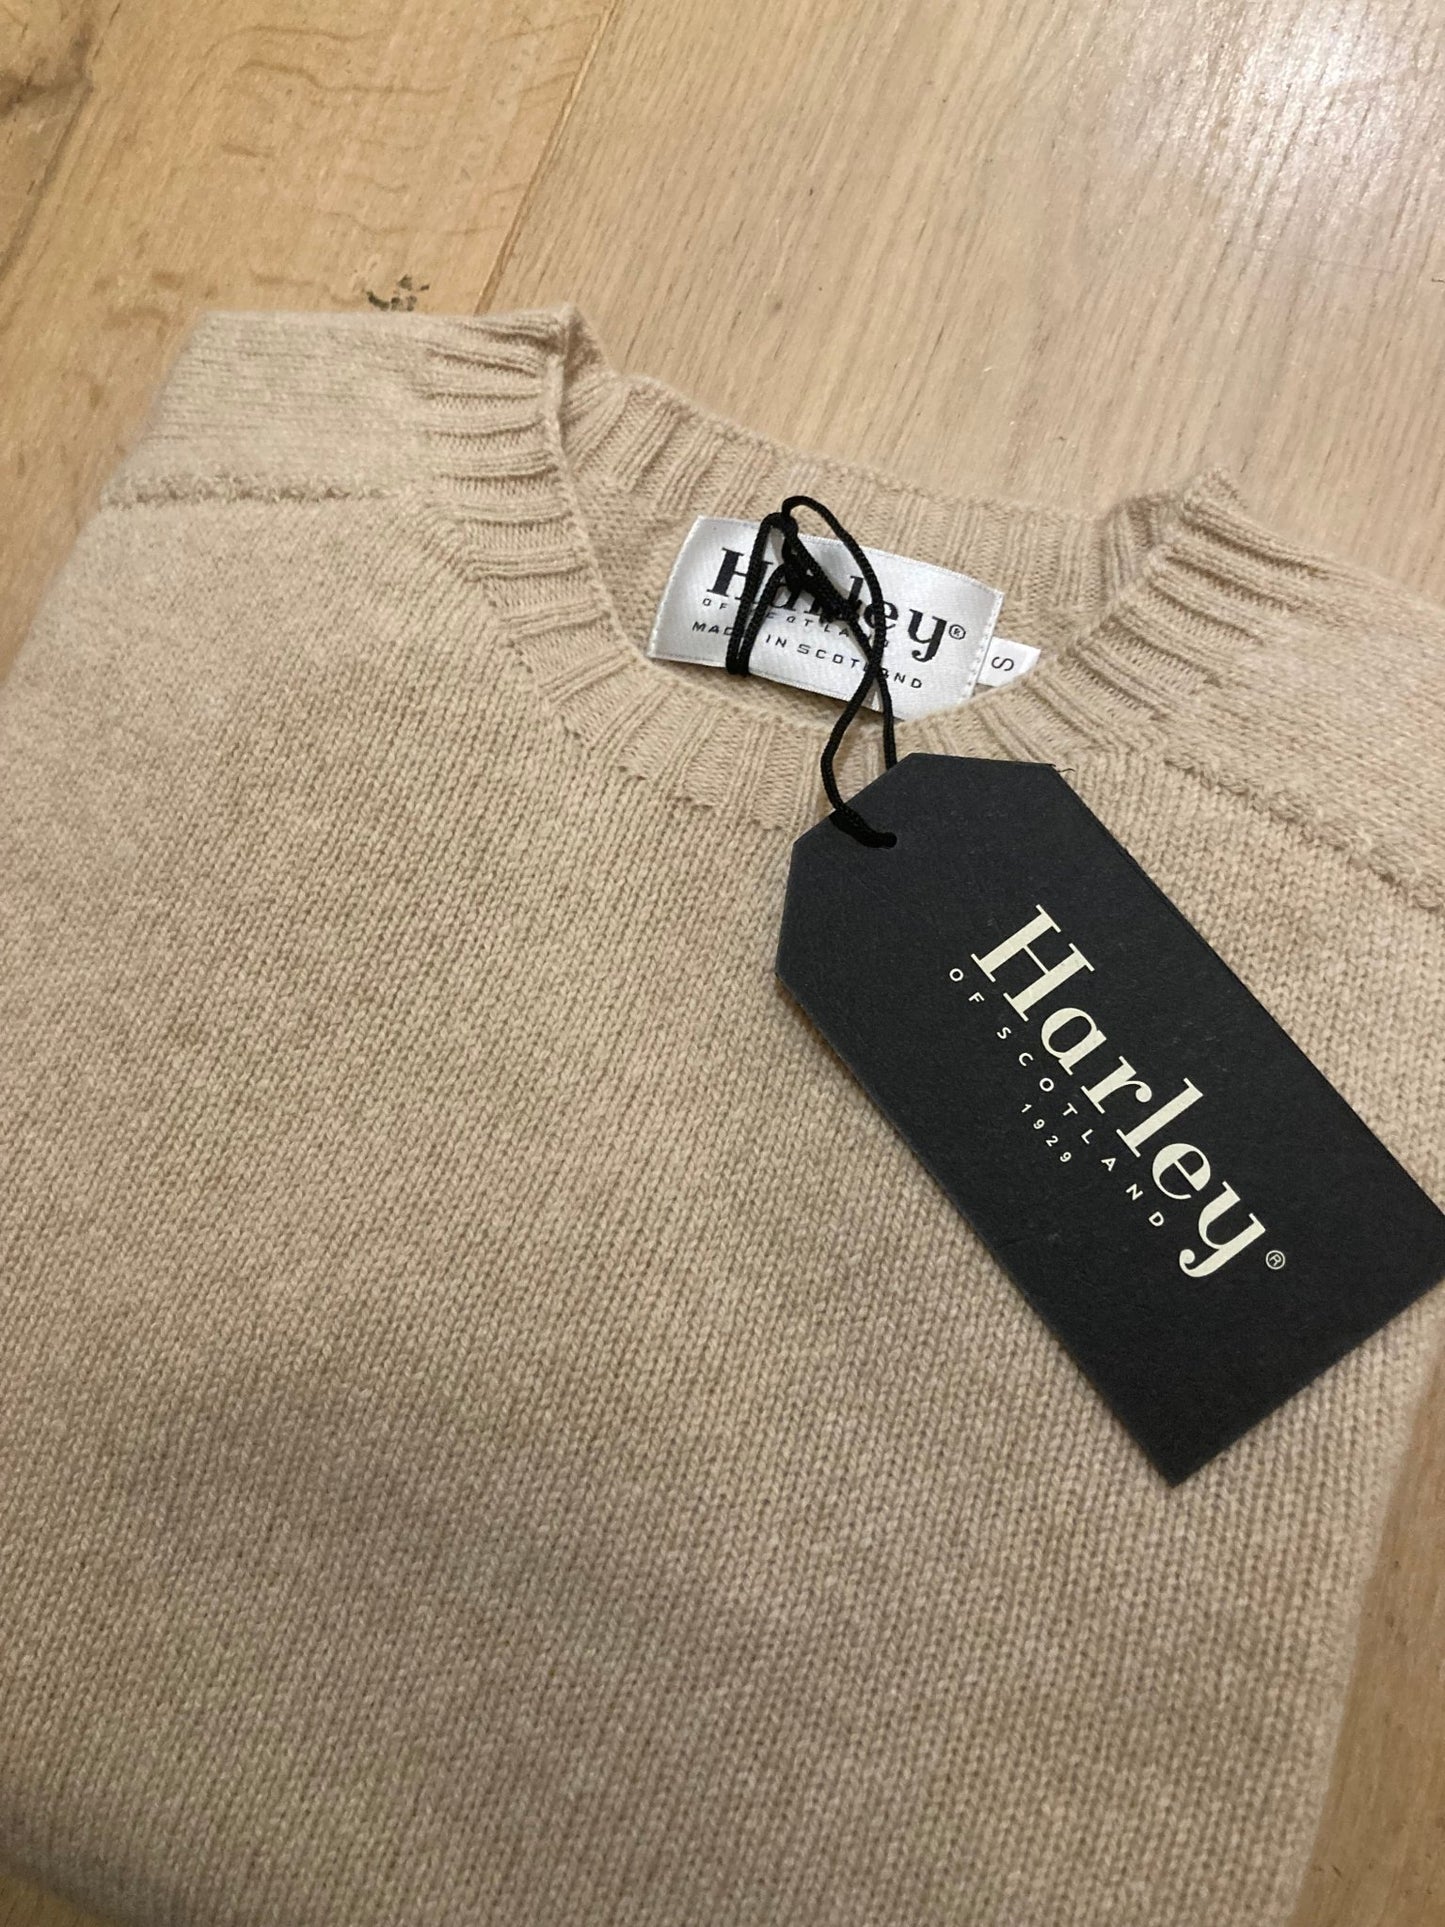 Harley®
OF SCOTLAND
MADE IN SCOTLAND
S
Harley®
OF SCOTLAND
1929